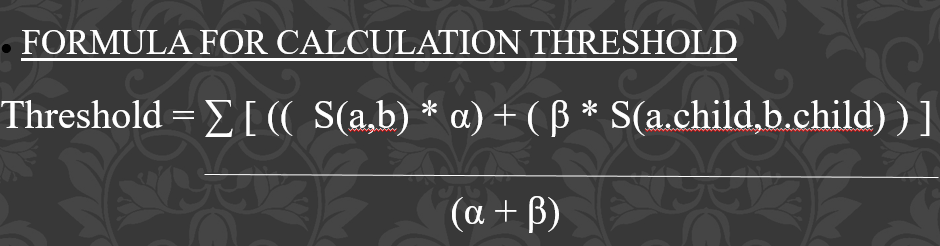 • FORMULA FOR CALCULATION THRESHOLD
Threshold = ∑ [ (( S(a,b) * α) + ( β * S(a.child,b.child) ) ]
(α + β)